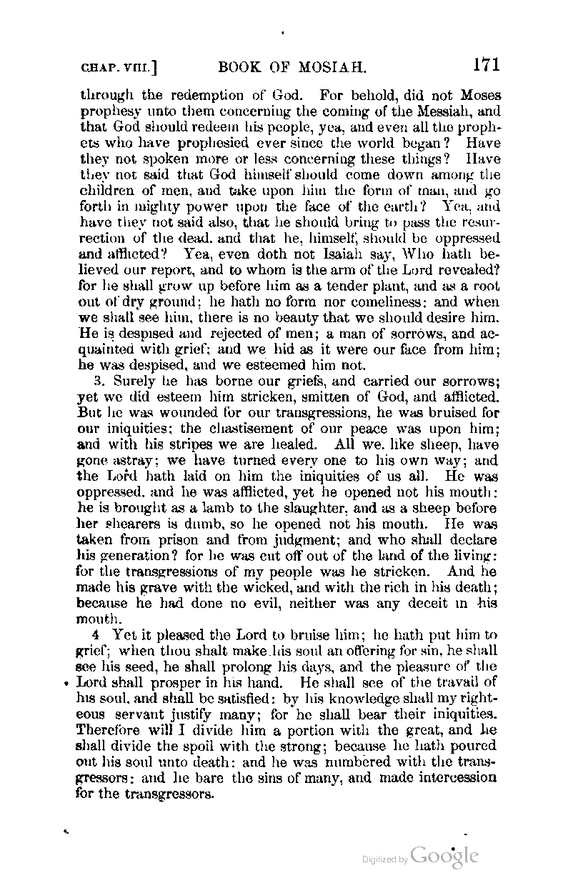 CHAP. VIII.] BOOK OF MOSIAH. 171
through the redemption of God. For behold, did not Moses
prophesy unto them concerning the coming of the Messiah, and
that God should redeem his people, yea, and even all the proph-
ets who have prophesied ever since the world began? Have
they not spoken more or less concerning these things? Have
they not said that God himself should come down among the
children of men, and take upon him the form of man, and go
forth in mighty power upon the face of the earth? Yea, and
have they not said also, that he should bring to pass the resur-
rection of the dead, and that he, himself, should be oppressed
and afflicted? Yea, even doth not Isaiah say, Who hath be-
lieved our report, and to whom is the arm of the Lord revealed?
for he shall grow up before him as a tender plant, and as a root
out of dry ground; he hath no form nor comeliness; and when
we shall see him, there is no beauty that we should desire him.
He is despised and rejected of men; a man of sorrows, and ac-
quainted with grief; and we hid as it were our face from him;
he was despised, and we esteemed him not.
3. Surely he has borne our griefs, and carried our sorrows;
yet we did esteem him stricken, smitten of God, and afflicted.
But he was wounded for our transgressions, he was bruised for
our iniquities; the chastisement of our peace was upon him;
and with his stripes we are healed. All we, like sheep, have
gone astray; we have turned every one to his own way; and
the Lord hath laid on him the iniquities of us all. He was
oppressed, and he was afflicted, yet he opened not his mouth:
he is brought as a lamb to the slaughter, and as a sheep before
her shearers is dumb, so he opened not his mouth. He was
taken from prison and from judgment; and who shall declare
his generation? for he was cut off out of the land of the living:
for the transgressions of my people was he stricken. And he
made his grave with the wicked, and with the rich in his death;
because he had done no evil, neither was any deceit in his
mouth.
4 Yet it pleased the Lord to bruise him; he hath put him to
grief; when thou shalt make his soul an offering for sin, he shall
see his seed, he shall prolong his days, and the pleasure of the
Lord shall prosper in his hand. He shall see of the travail of
his soul, and shall be satisfied: by his knowledge shall my right-
eous servant justify many; for he shall bear their iniquities.
Therefore will I divide him a portion with the great, and he
shall divide the spoil with the strong; because he hath poured
out his soul unto death: and he was numbered with the trans-
gressors: and he bare the sins of many, and made intercession
for the transgressors.
Digitized by Google